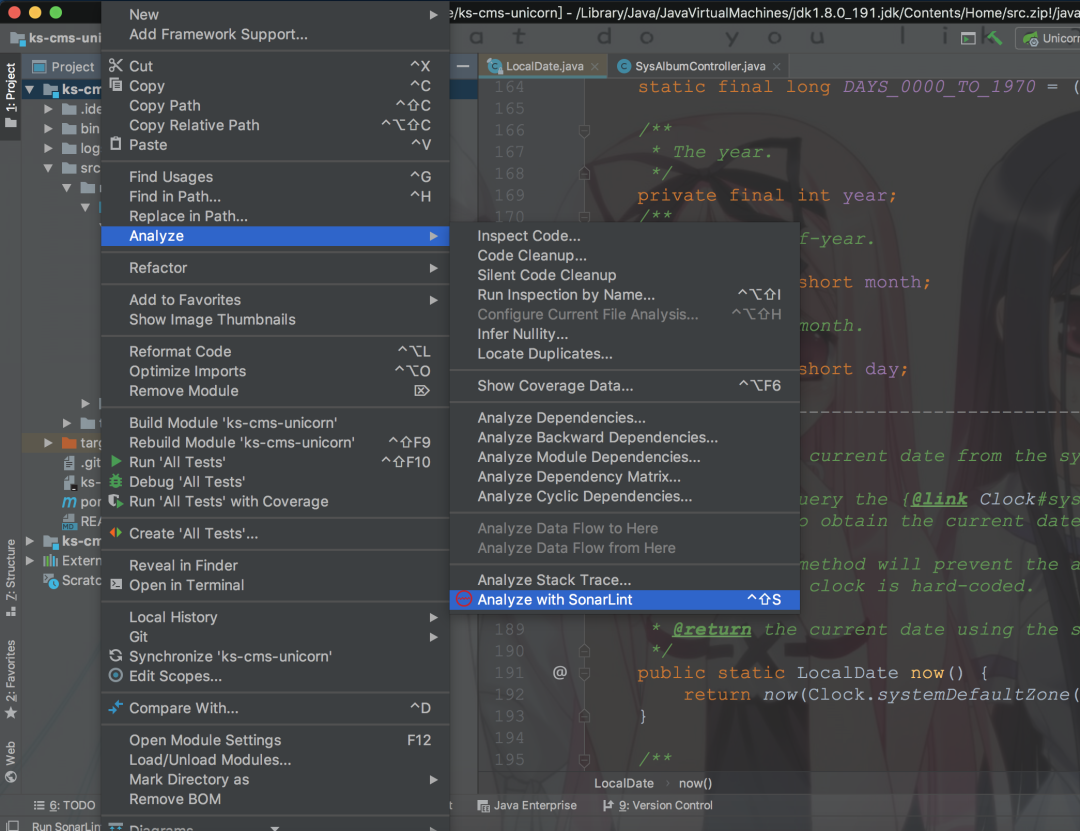 e/ks-cms-unicorn] - /Library/Java/JavaVirtualMachines/jdk1.8.0_191.jdk/Contents/Home/src.zip!/java
ks-cms-uni
a t d o y o u l i k
Unicorn
1: Project
Project
LocalDate.java
SysAlbumController.java
ks-cm
.ide
bin
log
src
targ
.git
ks-
pom
REA
ks-cm
Extern
Scratc
Z: Structure
2: Favorites
Web
New
Add Framework Support...
Cut ^X
Copy ^C
Copy Path ^⇧C
Copy Relative Path ^⌥⇧C
Paste ^V
Find Usages ^G
Find in Path... ^H
Replace in Path...
Analyze
Refactor
Add to Favorites
Show Image Thumbnails
Reformat Code ^⌥L
Optimize Imports ^⌥O
Remove Module ⌦
Build Module 'ks-cms-unicorn'
Rebuild Module 'ks-cms-unicorn' ^⇧F9
Run 'All Tests' ^⇧F10
Debug 'All Tests'
Run 'All Tests' with Coverage
Create 'All Tests'...
Reveal in Finder
Open in Terminal
Local History
Git
Synchronize 'ks-cms-unicorn'
Edit Scopes...
Compare With... ^D
Open Module Settings F12
Load/Unload Modules...
Mark Directory as
Remove BOM
Diagrams
Inspect Code...
Code Cleanup...
Silent Code Cleanup
Run Inspection by Name... ^⌥⇧I
Configure Current File Analysis... ^⌥⇧H
Infer Nullity...
Locate Duplicates...
Show Coverage Data... ^⌥F6
Analyze Dependencies...
Analyze Backward Dependencies...
Analyze Module Dependencies...
Analyze Dependency Matrix...
Analyze Cyclic Dependencies...
Analyze Data Flow to Here
Analyze Data Flow from Here
Analyze Stack Trace...
Analyze with SonarLint ^⇧S
164 static final long DAYS_0000_TO_1970 = (
165
166 /**
167 * The year.
168 */
169 private final int year;
170 /**
f-year.
short month;
month.
short day;
current date from the sy
uery the {@link Clock#sys
o obtain the current date
method will prevent the a
clock is hard-coded.
189 * @return the current date using the s
190 */
191 @ public static LocalDate now() {
192 return now(Clock.systemDefaultZone(
193 }
194
195 /**
LocalDate › now()
6: TODO
t
Java Enterprise
9: Version Control
Run SonarLin